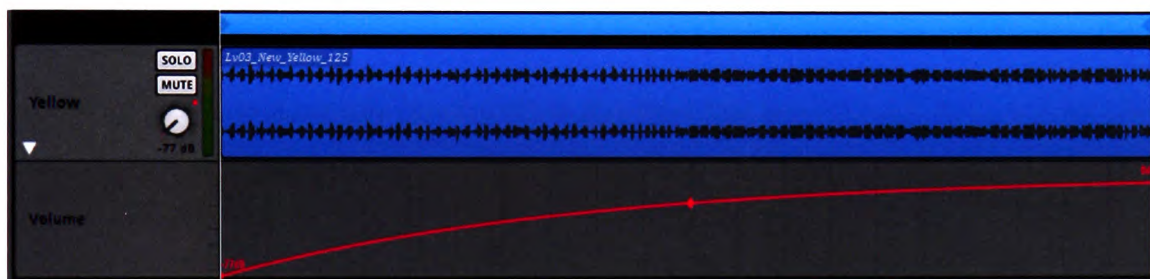 SOLO
Lv03_New_Yellow_125
MUTE
Yellow
-77 dB
Volume